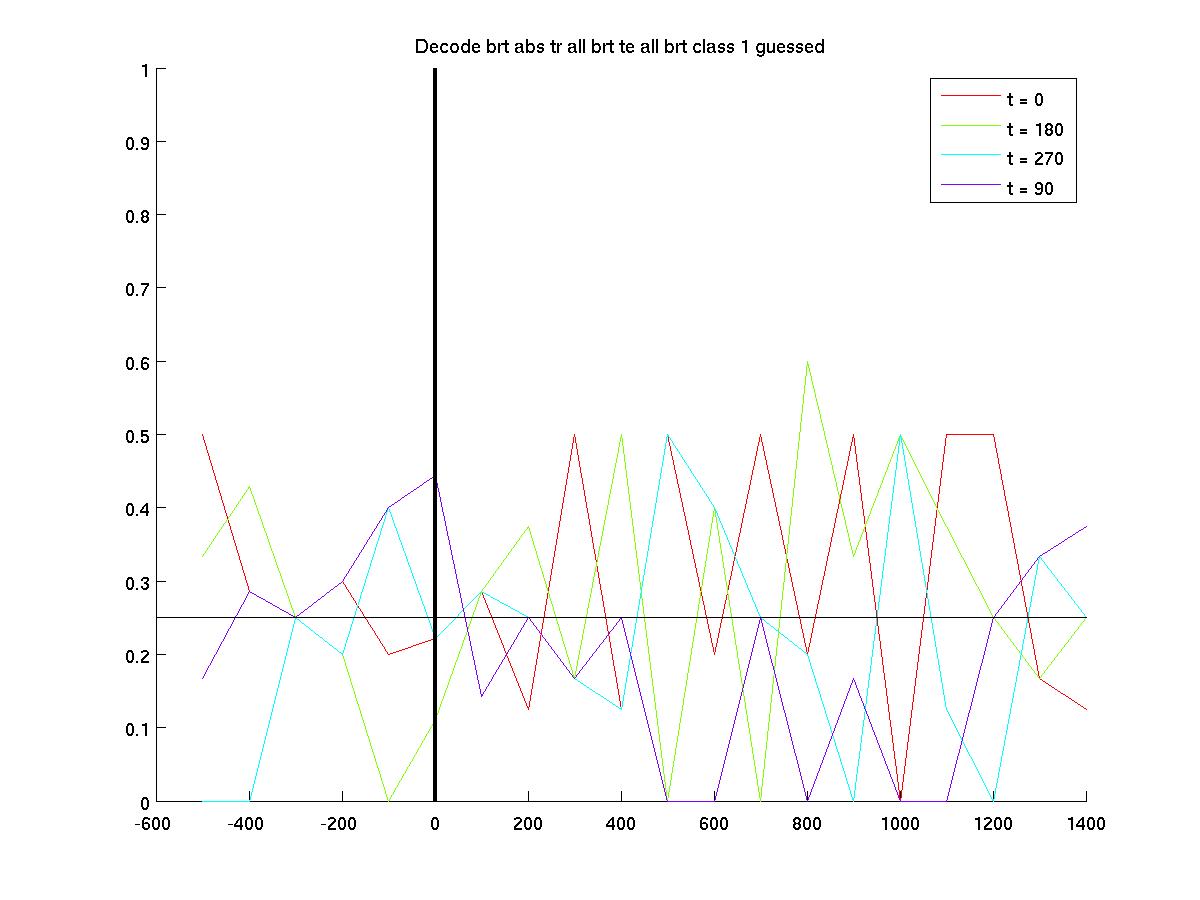 Decode brt abs tr all brt te all brt class 1 guessed
t = 0
t = 180
t = 270
t = 90
1
0.9
0.8
0.7
0.6
0.5
0.4
0.3
0.2
0.1
0
-600 -400 -200 0 200 400 600 800 1000 1200 1400